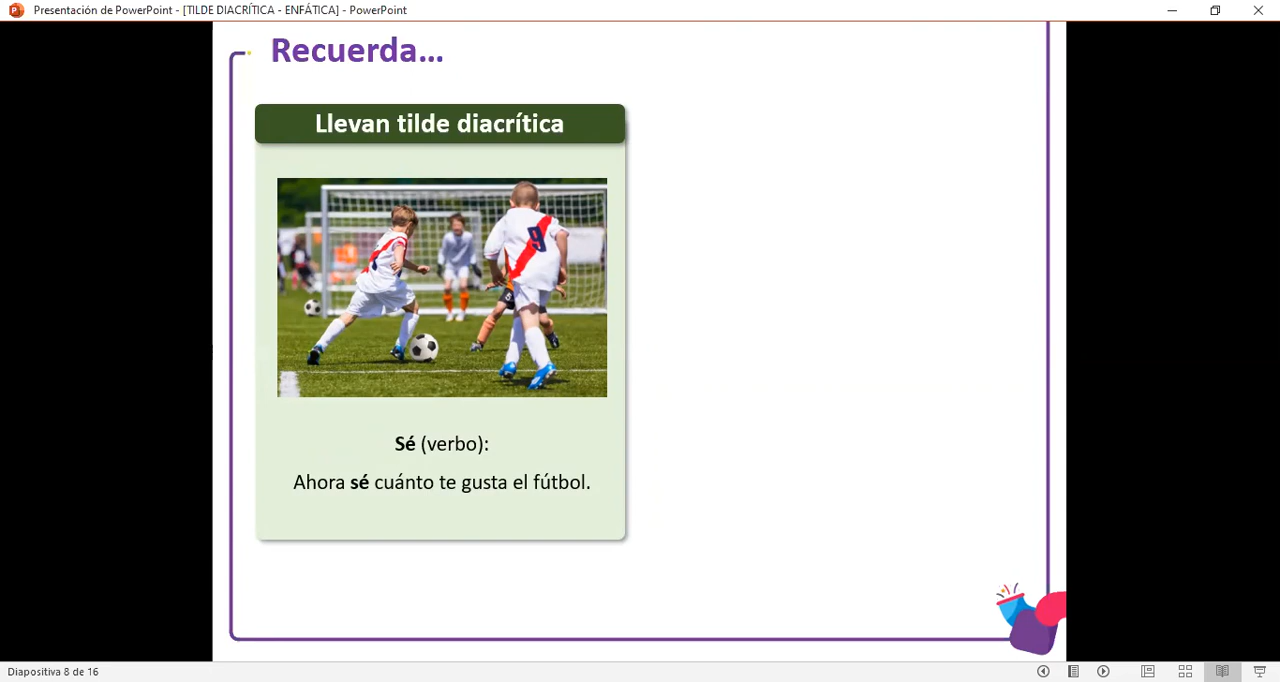 Presentación de PowerPoint - [TILDE DIACRÍTICA - ENFÁTICA] - PowerPoint
Recuerda...
Llevan tilde diacrítica
9
Sé (verbo):
Ahora sé cuánto te gusta el fútbol.
Diapositiva 8 de 16